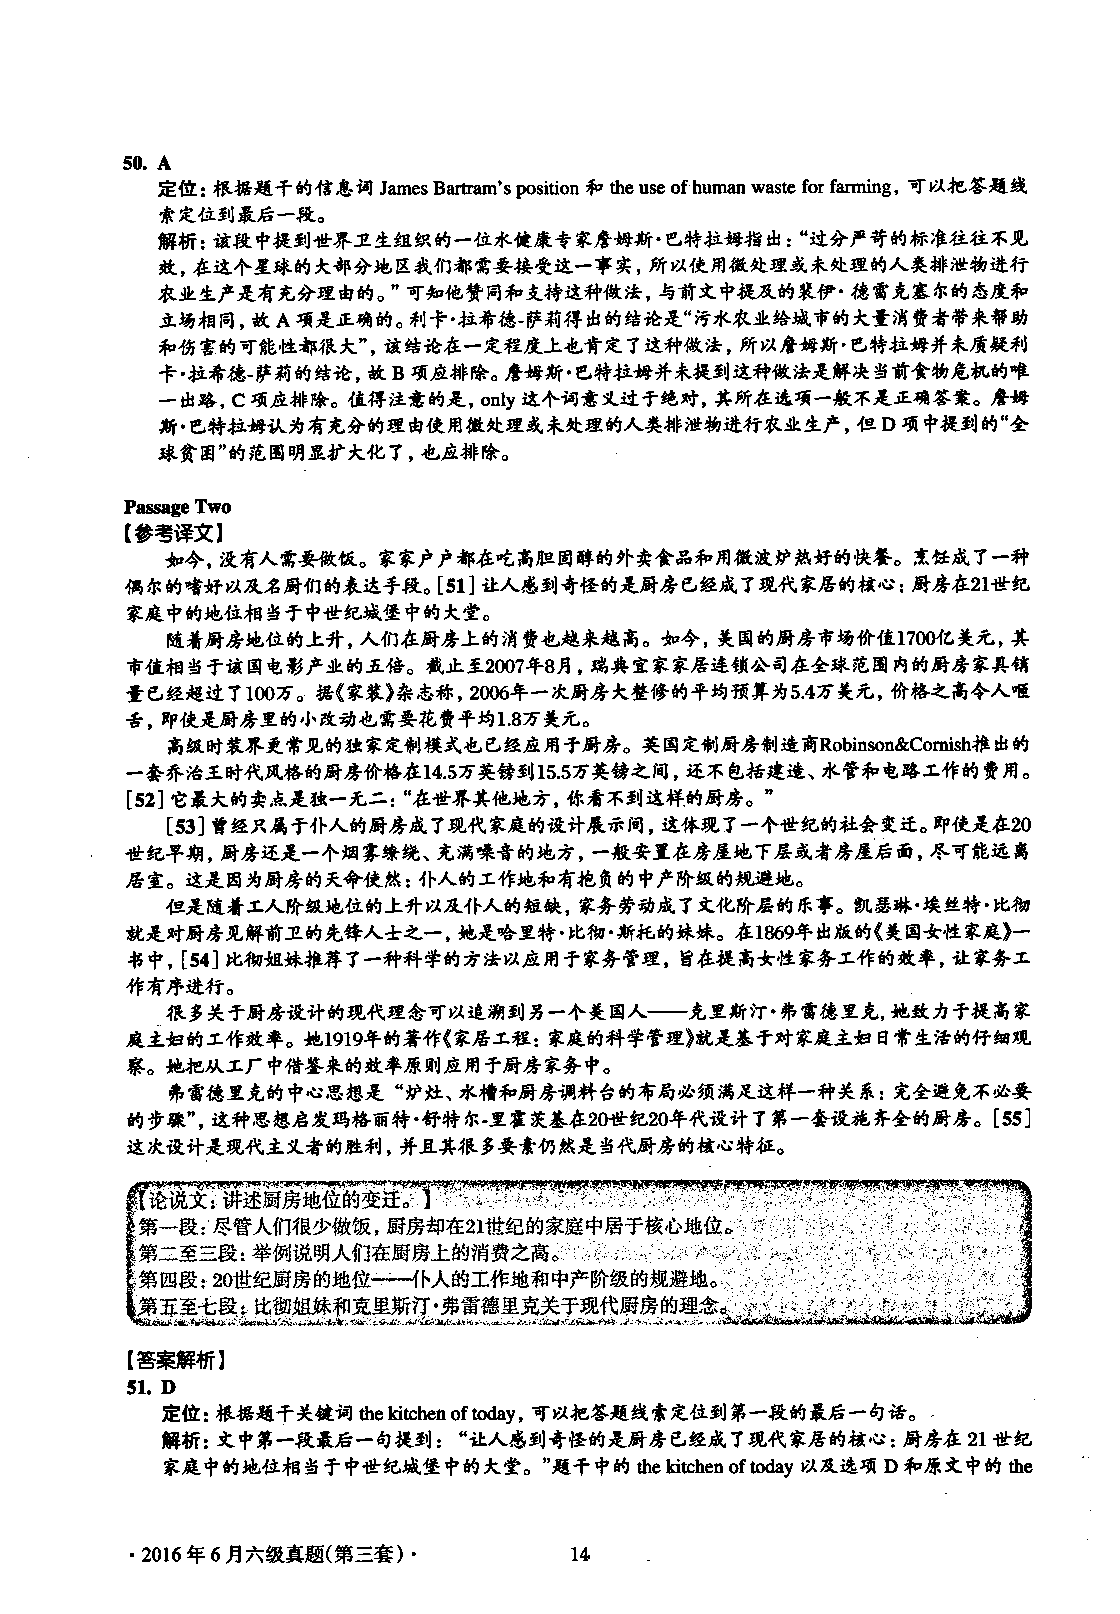 50. A
定位：根据题干的信息词 James Bartram's position 和 the use of human waste for farming，可以把答题线
索定位到最后一段。
解析：该段中提到世界卫生组织的一位水健康专家詹姆斯·巴特拉姆指出：“过分严苛的标准往往不见
效，在这个星球的大部分地区我们都需要接受这一事实，所以使用微处理或未处理的人类排泄物进行
农业生产是有充分理由的。”可知他赞同和支持这种做法，与前文中提及的裴伊·德雷克塞尔的态度和
立场相同，故 A 项是正确的。利卡·拉希德-萨莉得出的结论是“污水农业给城市的大量消费者带来帮助
和伤害的可能性都很大”，该结论在一定程度上也肯定了这种做法，所以詹姆斯·巴特拉姆并未质疑利
卡·拉希德-萨莉的结论，故 B 项应排除。詹姆斯·巴特拉姆并未提到这种做法是解决当前食物危机的唯
一出路，C 项应排除。值得注意的是，only 这个词意义过于绝对，其所在选项一般不是正确答案。詹姆
斯·巴特拉姆认为有充分的理由使用微处理或未处理的人类排泄物进行农业生产，但 D 项中提到的“全
球贫困”的范围明显扩大化了，也应排除。
Passage Two
【参考译文】
如今，没有人需要做饭。家家户户都在吃高胆固醇的外卖食品和用微波炉热好的快餐。烹饪成了一种
偶尔的嗜好以及名厨们的表达手段。[51]让人感到奇怪的是厨房已经成了现代家居的核心；厨房在21世纪
家庭中的地位相当于中世纪城堡中的大堂。
随着厨房地位的上升，人们在厨房上的消费也越来越高。如今，美国的厨房市场价值1700亿美元，其
市值相当于该国电影产业的五倍。截止至2007年8月，瑞典宜家家居连锁公司在全球范围内的厨房家具销
量已经超过了100万。据《家装》杂志称，2006年一次厨房大整修的平均预算为5.4万美元，价格之高令人咂
舌，即使是厨房里的小改动也需要花费平均1.8万美元。
高级时装界更常见的独家定制模式也已经应用于厨房。英国定制厨房制造商Robinson&Cornish推出的
一套乔治王时代风格的厨房价格在14.5万英镑到15.5万英镑之间，还不包括建造、水管和电路工作的费用。
[52]它最大的卖点是独一无二：“在世界其他地方，你看不到这样的厨房。”
[53]曾经只属于仆人的厨房成了现代家庭的设计展示间，这体现了一个世纪的社会变迁。即使是在20
世纪早期，厨房还是一个烟雾缭绕、充满噪音的地方，一般安置在房屋地下层或者房屋后面，尽可能远离
居室。这是因为厨房的天命使然：仆人的工作地和有抱负的中产阶级的规避地。
但是随着工人阶级地位的上升以及仆人的短缺，家务劳动成了文化阶层的乐事。凯瑟琳·埃丝特·比彻
就是对厨房见解前卫的先锋人士之一，她是哈里特·比彻·斯托的妹妹。在1869年出版的《美国女性家庭》一
书中，[54]比彻姐妹推荐了一种科学的方法以应用于家务管理，旨在提高女性家务工作的效率，让家务工
作有序进行。
很多关于厨房设计的现代理念可以追溯到另一个美国人——克里斯汀·弗雷德里克，她致力于提高家
庭主妇的工作效率。她1919年的著作《家居工程：家庭的科学管理》就是基于对家庭主妇日常生活的仔细观
察。她把从工厂中借鉴来的效率原则应用于厨房家务中。
弗雷德里克的中心思想是“炉灶、水槽和厨房调料台的布局必须满足这样一种关系：完全避免不必要
的步骤”，这种思想启发玛格丽特·舒特尔-里霍茨基在20世纪20年代设计了第一套设施齐全的厨房。[55]
这次设计是现代主义者的胜利，并且其很多要素仍然是当代厨房的核心特征。
【论说文：讲述厨房地位的变迁。】
第一段：尽管人们很少做饭，厨房却在21世纪的家庭中居于核心地位。
第二至三段：举例说明人们在厨房上的消费之高。
第四段：20世纪厨房的地位——仆人的工作地和中产阶级的规避地。
第五至七段：比彻姐妹和克里斯汀·弗雷德里克关于现代厨房的理念。
【答案解析】
51. D
定位：根据题干关键词 the kitchen of today，可以把答题线索定位到第一段的最后一句话。
解析：文中第一段最后一句提到：“让人感到奇怪的是厨房已经成了现代家居的核心；厨房在 21 世纪
家庭中的地位相当于中世纪城堡中的大堂。”题干中的 the kitchen of today 以及选项 D 和原文中的 the
·2016 年 6 月六级真题(第三套)·
14